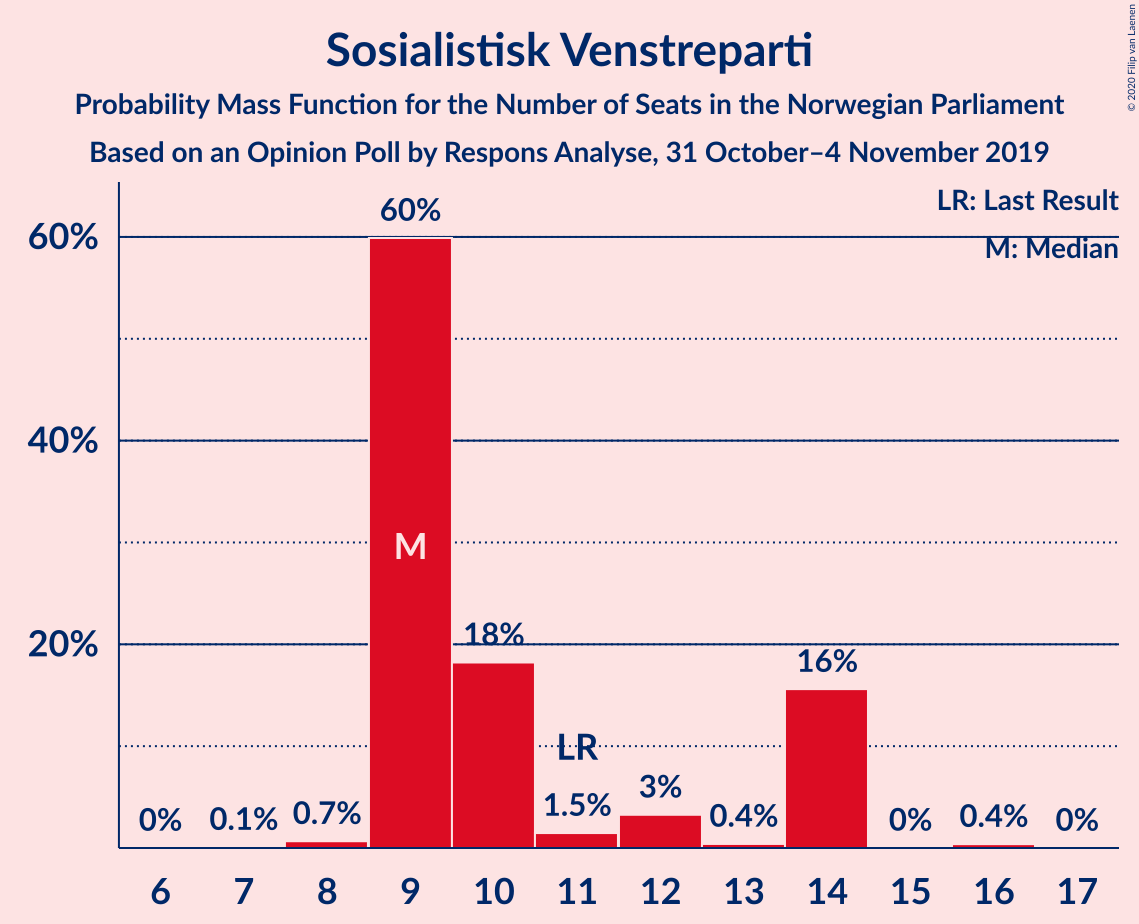 Sosialistisk Venstreparti
Probability Mass Function for the Number of Seats in the Norwegian Parliament
Based on an Opinion Poll by Respons Analyse, 31 October–4 November 2019
© 2020 Filip van Laenen
LR: Last Result
M: Median
60%
40%
20%
0% 0.1% 0.7% 60% 18% 1.5% 3% 0.4% 16% 0% 0.4% 0%
M
LR
6 7 8 9 10 11 12 13 14 15 16 17